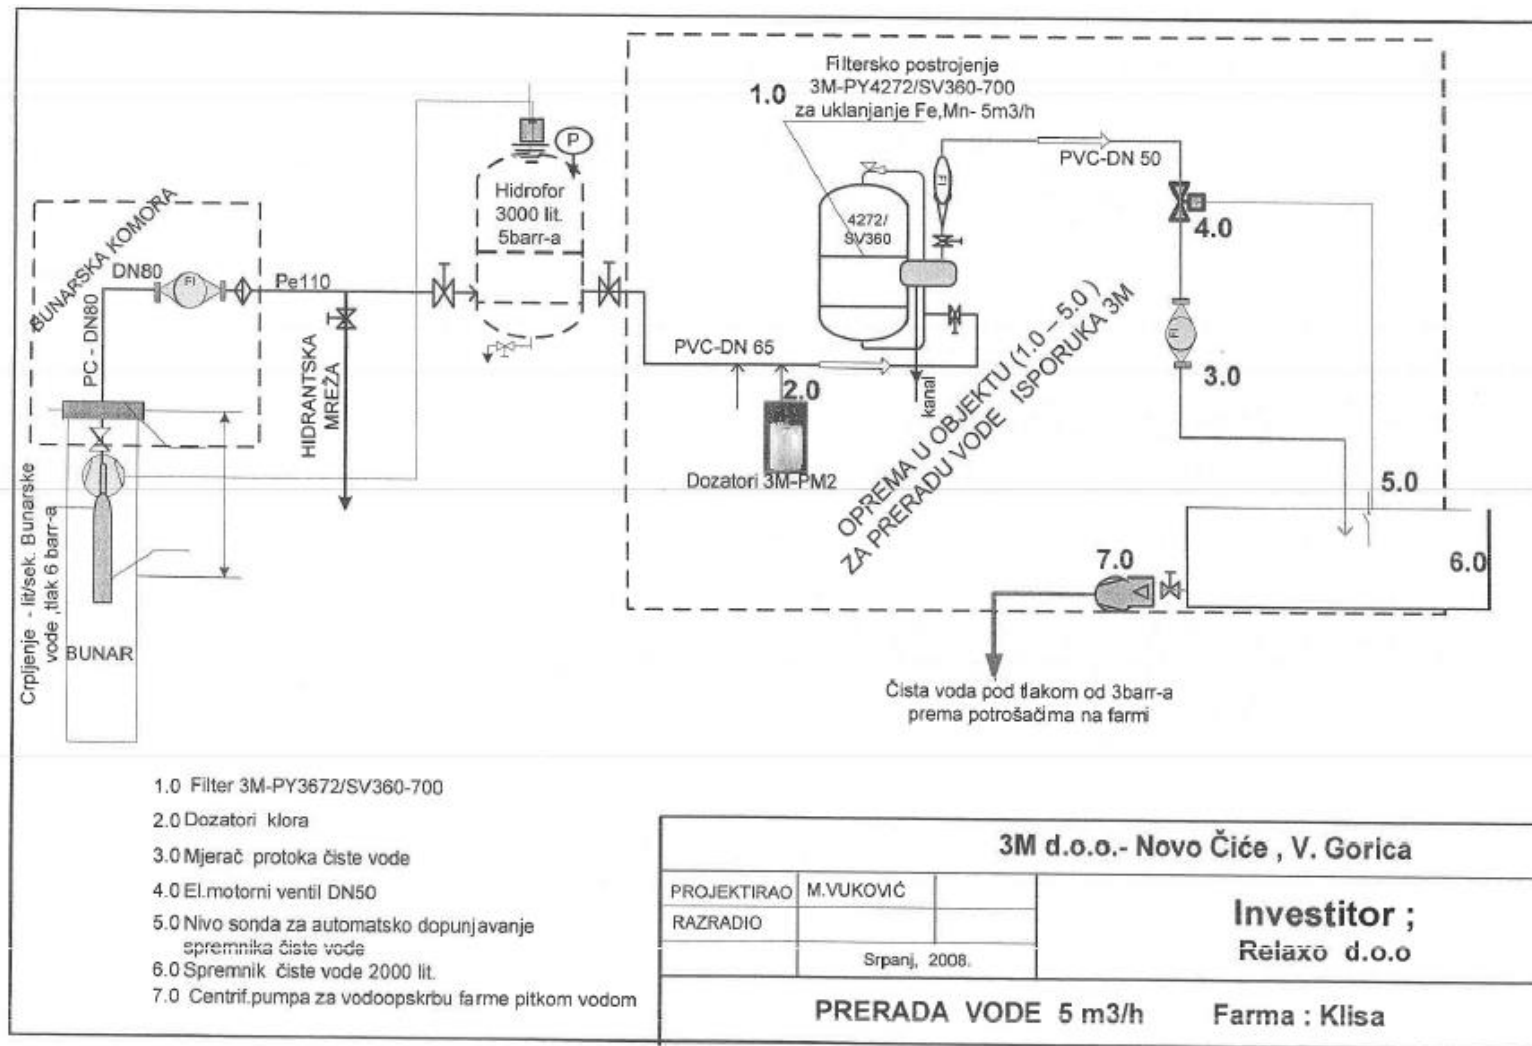 Filtersko postrojenje
1.0
3M-PY4272/SV360-700
za uklanjanje Fe,Mn- 5m3/h
PVC-DN 50
P
Hidrofor
3000 lit.
5barr-a
FI
4272/
SV360
4.0
BUNARSKA KOMORA
DN80
FI
Pe110
PC - DN80
HIDRANTSKA
MREŽA
PVC-DN 65
2.0
kanal
Dozatori 3M-PM2
OPREMA U OBJEKTU (1.0 – 5.0 )
ZA PRERADU VODE ISPORUKA 3M
FI
3.0
5.0
6.0
7.0
Crpljenje - lit/sek. Bunarske
vode ,tlak 6 barr-a
BUNAR
Čista voda pod tlakom od 3barr-a
prema potrošačima na farmi
1.0 Filter 3M-PY3672/SV360-700
2.0 Dozatori klora
3.0 Mjerač protoka čiste vode
4.0 El.motorni ventil DN50
5.0 Nivo sonda za automatsko dopunjavanje
spremnika čiste vode
6.0 Spremnik čiste vode 2000 lit.
7.0 Centrif.pumpa za vodoopskrbu farme pitkom vodom
3M d.o.o.- Novo Čiće , V. Gorica
PROJEKTIRAO M.VUKOVIĆ
RAZRADIO
Srpanj, 2008.
Investitor ;
Relaxo d.o.o
PRERADA VODE 5 m3/h Farma : Klisa